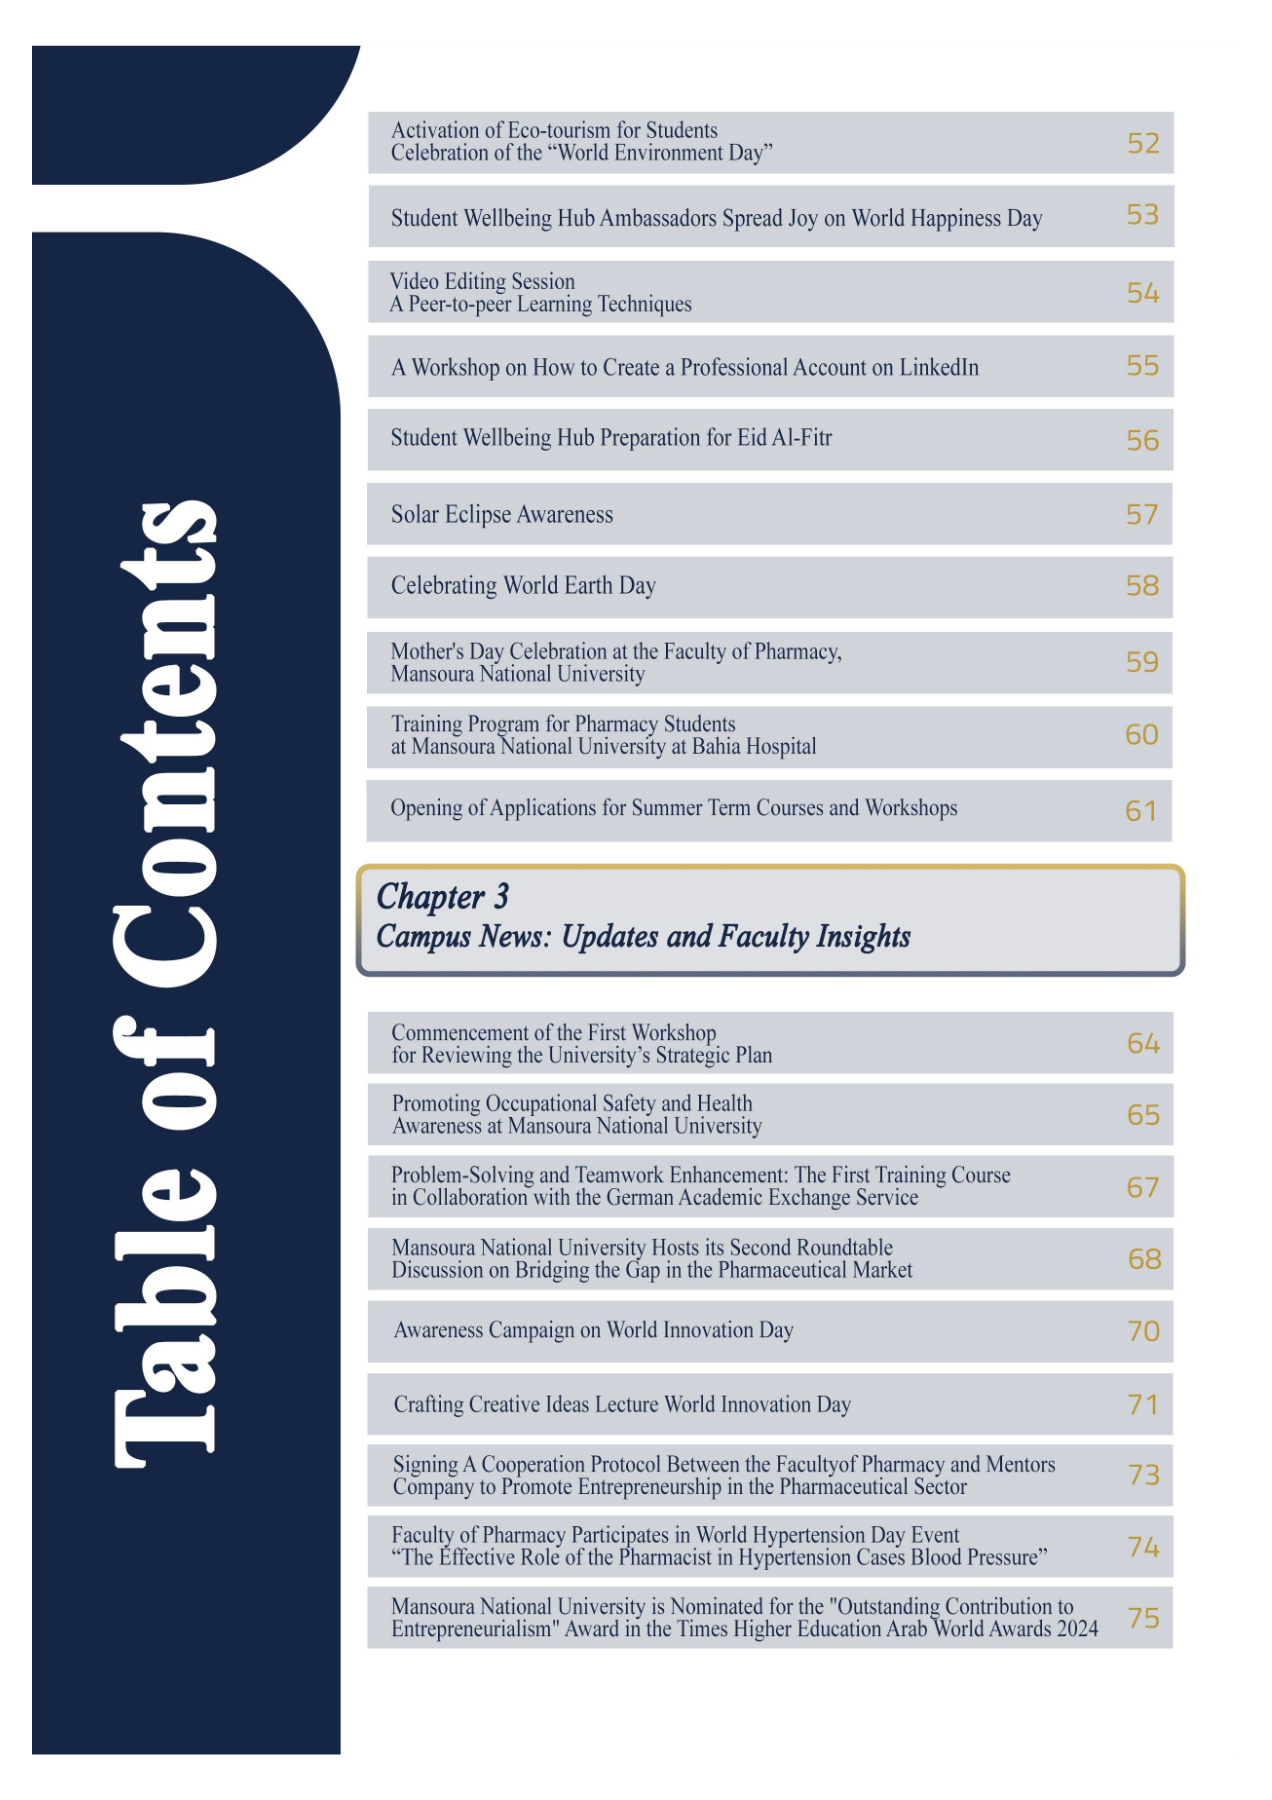 Table of Contents
Activation of Eco-tourism for Students
Celebration of the “World Environment Day”
52
Student Wellbeing Hub Ambassadors Spread Joy on World Happiness Day
53
Video Editing Session
A Peer-to-peer Learning Techniques
54
A Workshop on How to Create a Professional Account on LinkedIn
55
Student Wellbeing Hub Preparation for Eid Al-Fitr
56
Solar Eclipse Awareness
57
Celebrating World Earth Day
58
Mother's Day Celebration at the Faculty of Pharmacy,
Mansoura National University
59
Training Program for Pharmacy Students
at Mansoura National University at Bahia Hospital
60
Opening of Applications for Summer Term Courses and Workshops
61
Chapter 3
Campus News: Updates and Faculty Insights
Commencement of the First Workshop
for Reviewing the University’s Strategic Plan
64
Promoting Occupational Safety and Health
Awareness at Mansoura National University
65
Problem-Solving and Teamwork Enhancement: The First Training Course
in Collaboration with the German Academic Exchange Service
67
Mansoura National University Hosts its Second Roundtable
Discussion on Bridging the Gap in the Pharmaceutical Market
68
Awareness Campaign on World Innovation Day
70
Crafting Creative Ideas Lecture World Innovation Day
71
Signing A Cooperation Protocol Between the Facultyof Pharmacy and Mentors
Company to Promote Entrepreneurship in the Pharmaceutical Sector
73
Faculty of Pharmacy Participates in World Hypertension Day Event
“The Effective Role of the Pharmacist in Hypertension Cases Blood Pressure”
74
Mansoura National University is Nominated for the "Outstanding Contribution to
Entrepreneurialism" Award in the Times Higher Education Arab World Awards 2024
75